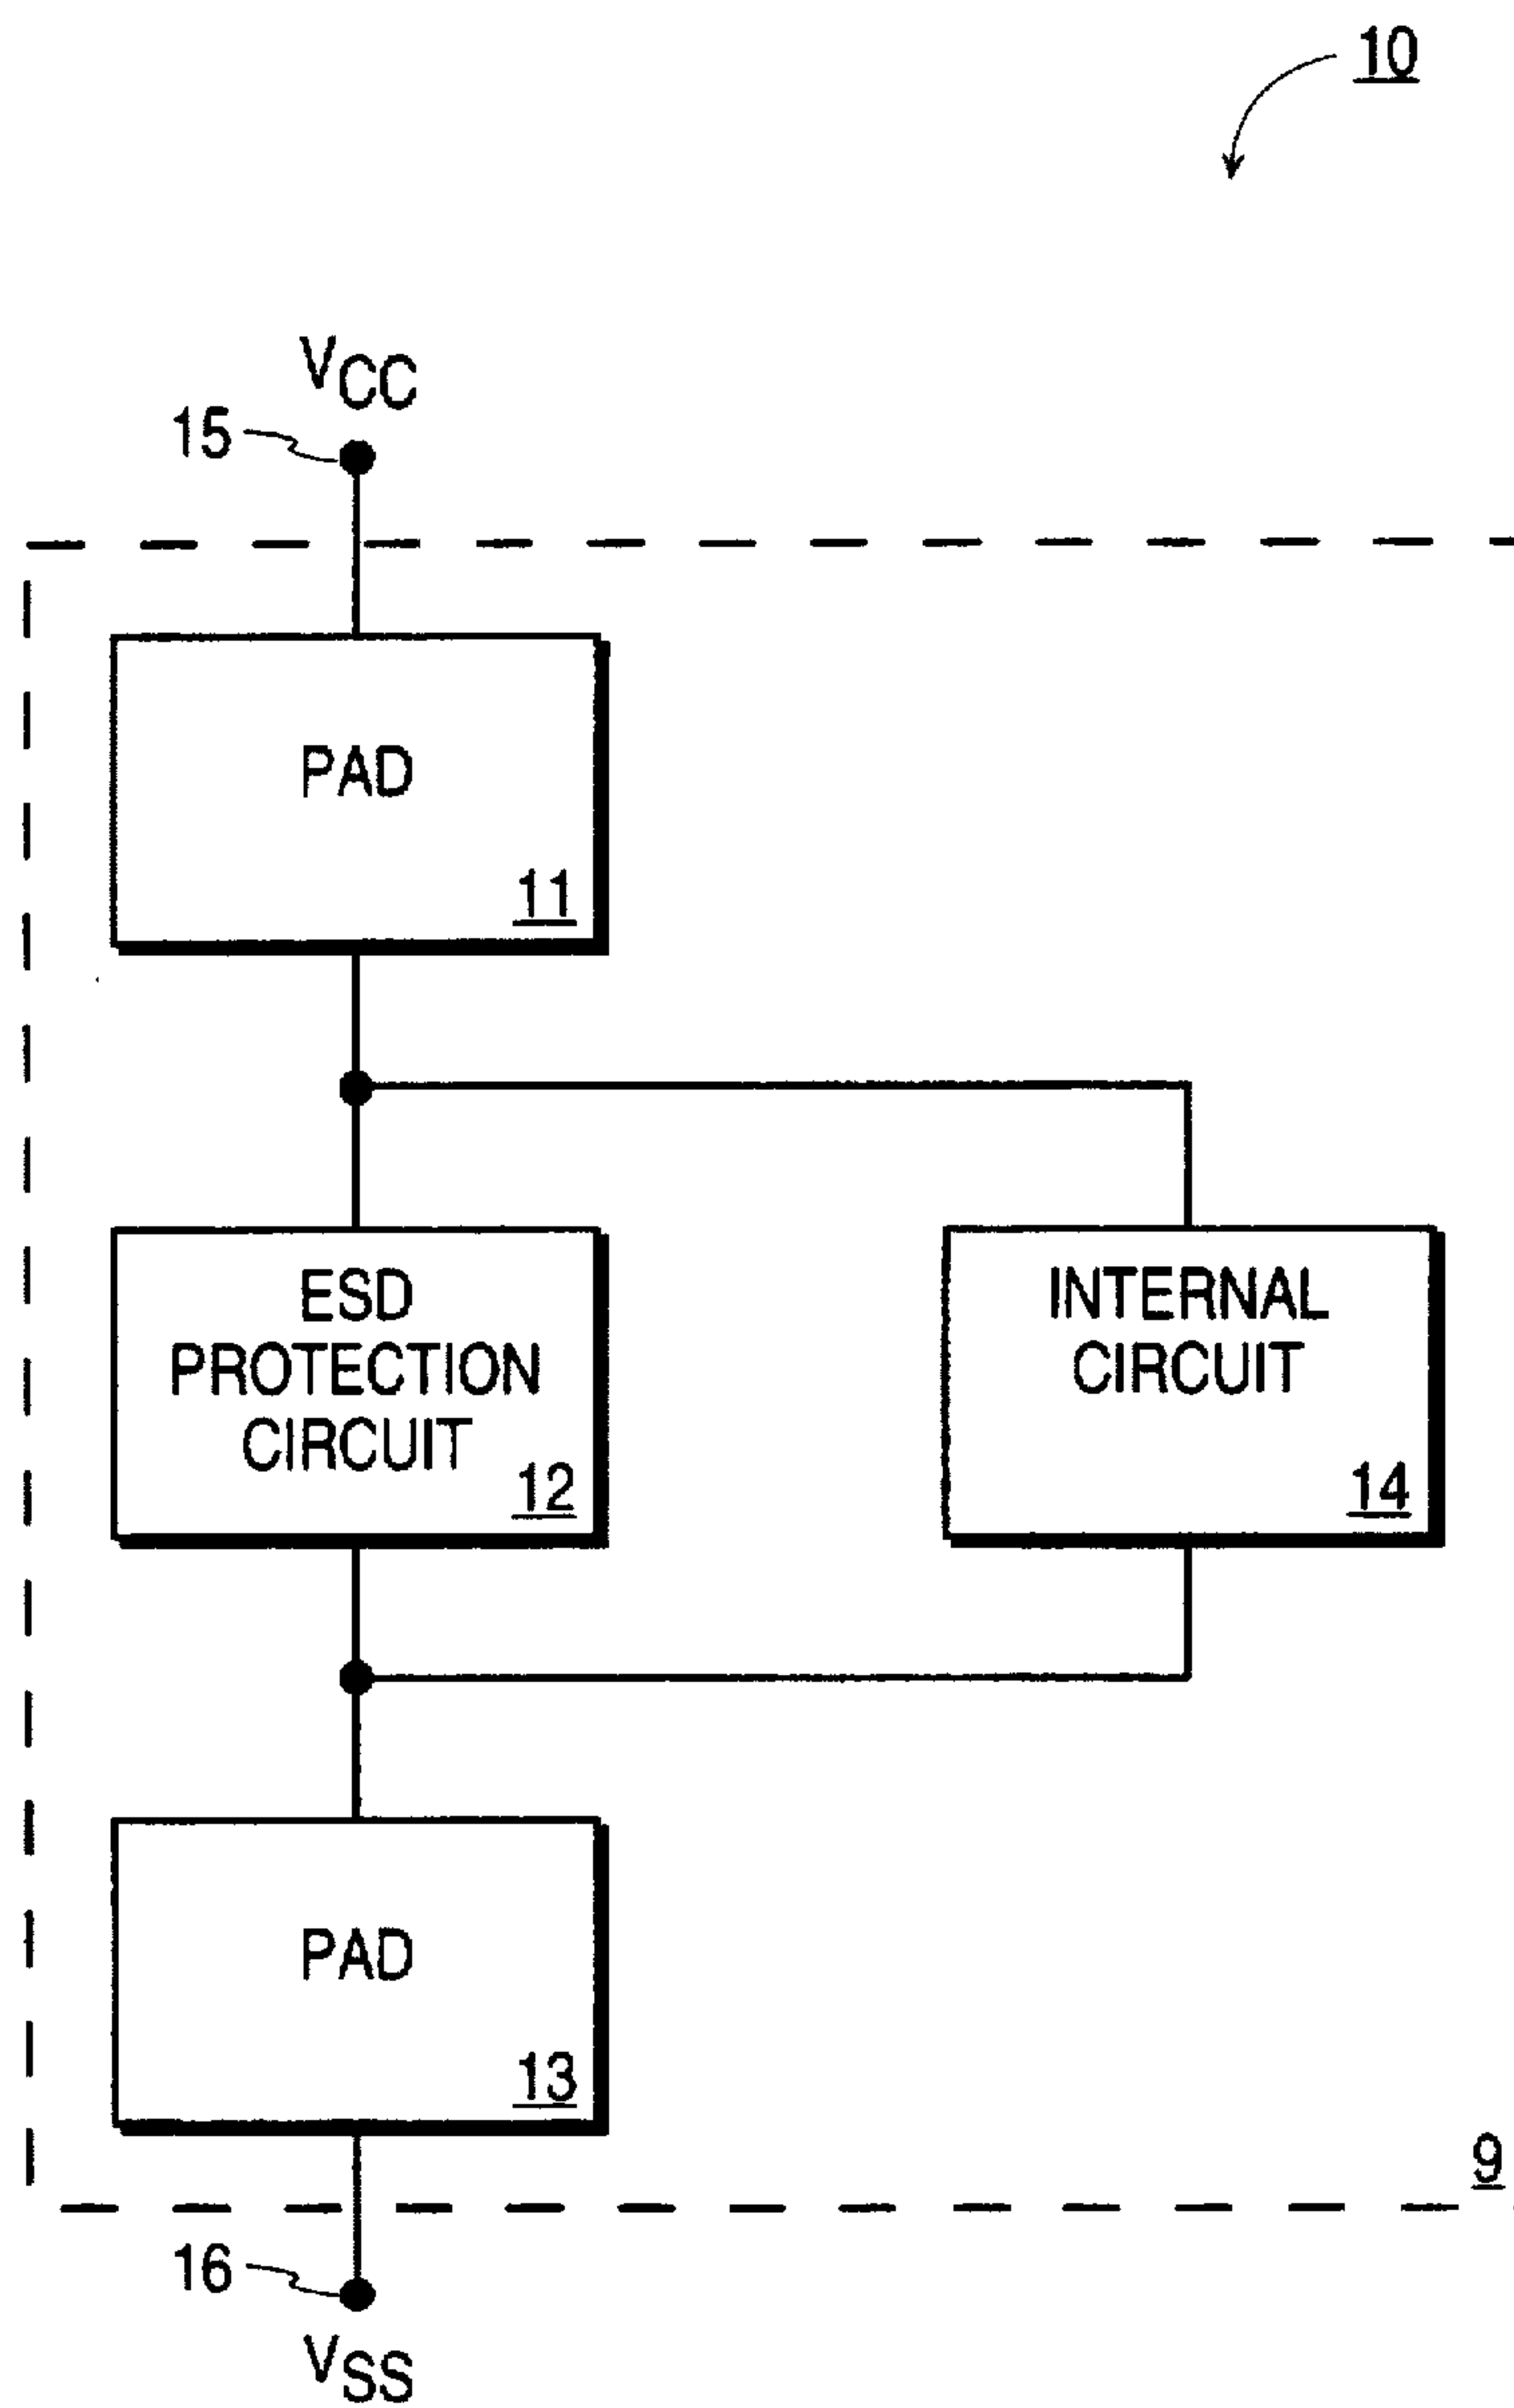 10
VCC
15
PAD
11
ESD
PROTECTION
CIRCUIT
12
INTERNAL
CIRCUIT
14
PAD
13
9
16
VSS